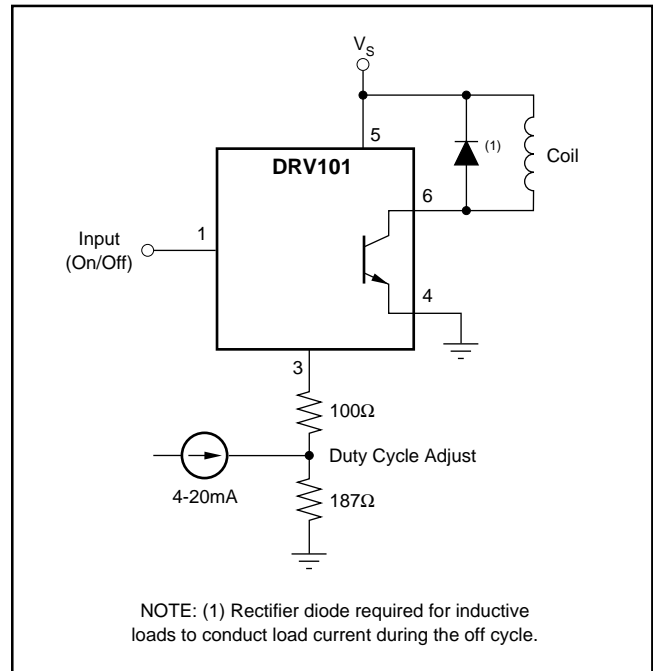 V_S
5
(1)
Coil
DRV101
6
1
Input
(On/Off)
4
3
100Ω
Duty Cycle Adjust
4-20mA
187Ω
NOTE: (1) Rectifier diode required for inductive
loads to conduct load current during the off cycle.